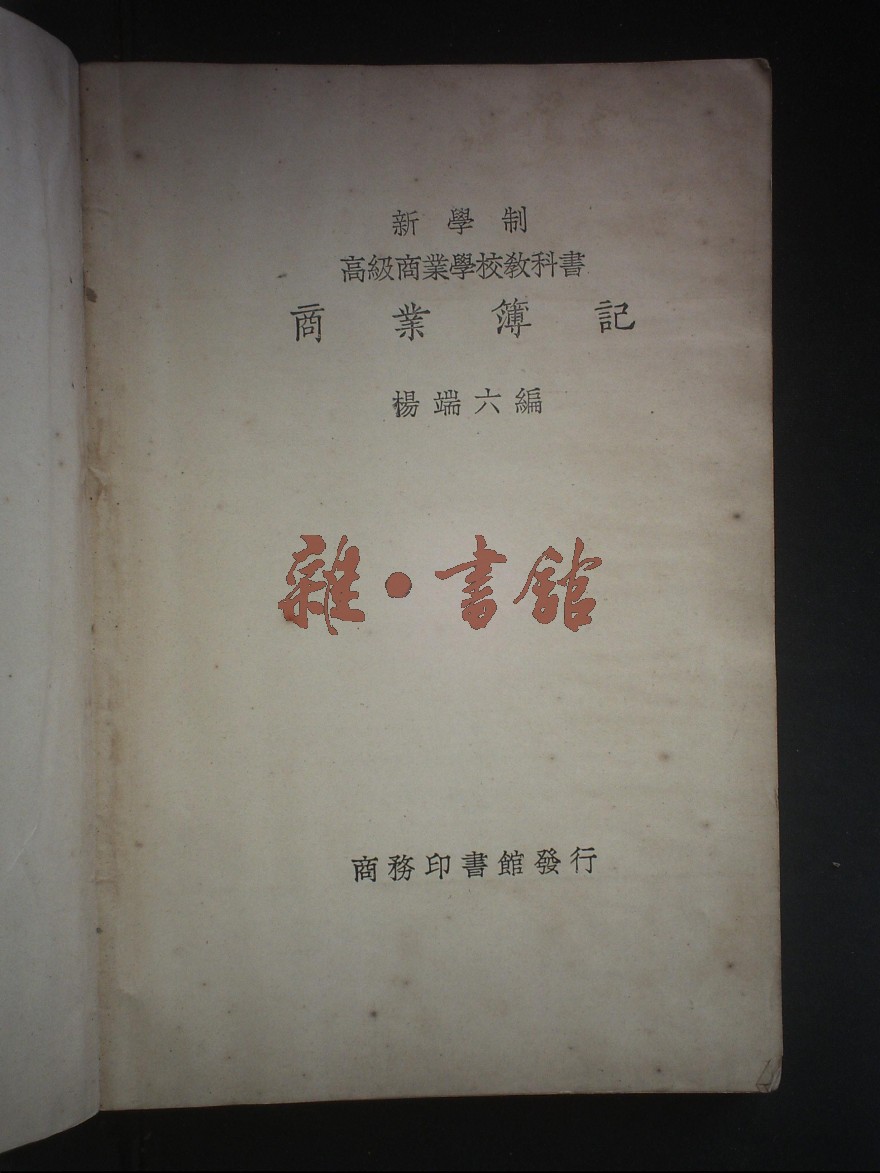 新學制
高級商業學校教科書
商業簿記
楊端六編
雜·書館
商務印書館發行